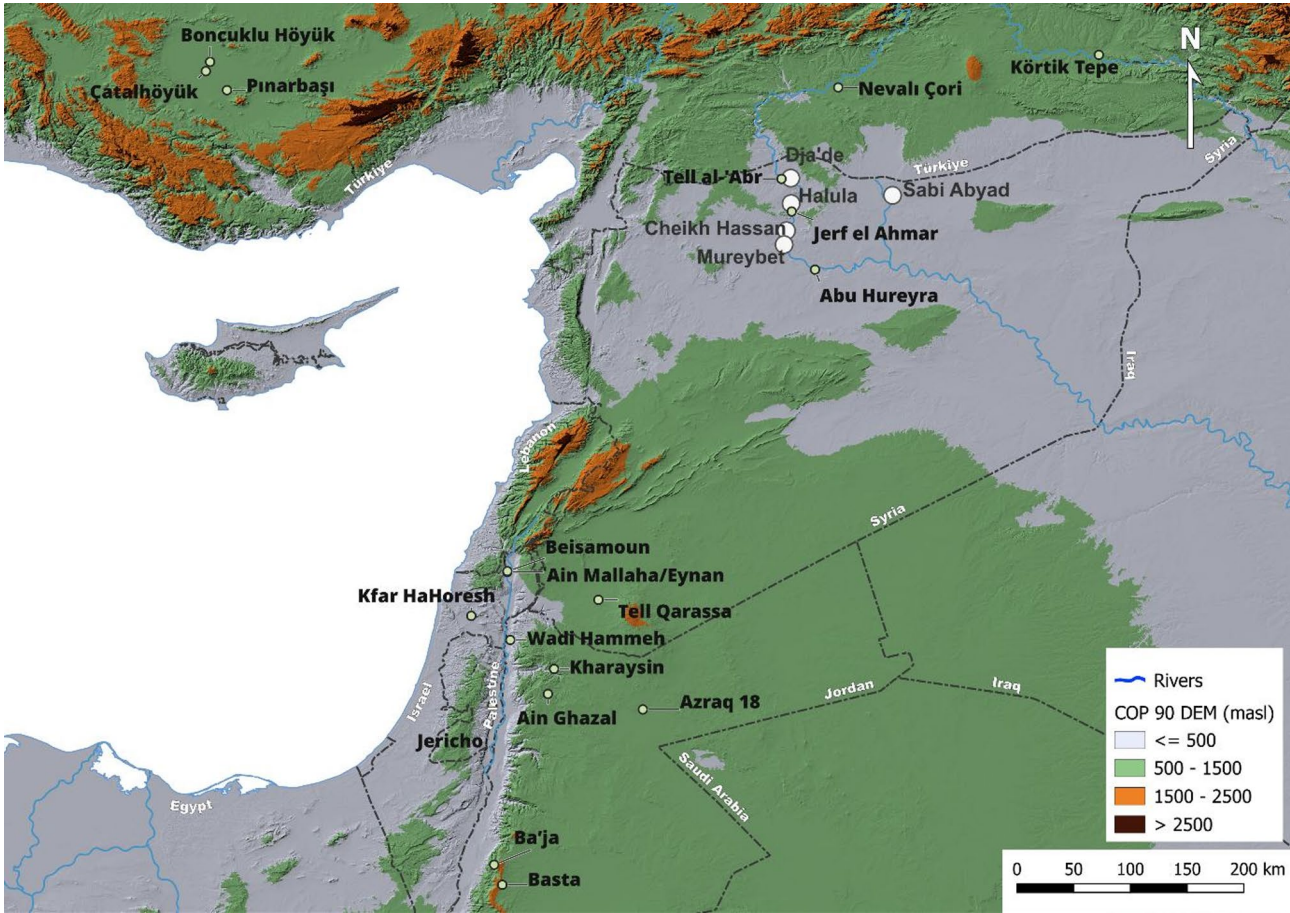 Boncuklu Höyük
Çatalhöyük
Pınarbaşı
Körtik Tepe
N
Nevalı Çori
Türkiye
Syria
Dja'de
Türkiye
Tell al-'Abr
Sabi Abyad
Halula
Cheikh Hassan
Jerf el Ahmar
Mureybet
Abu Hureyra
Iraq
Lebanon
Syria
Beisamoun
Ain Mallaha/Eynan
Kfar HaHoresh
Tell Qarassa
Wadi Hammeh
Kharaysin
Israel
Palestine
Jordan
Iraq
Azraq 18
Ain Ghazal
Jericho
Saudi Arabia
Egypt
Ba'ja
Basta
Rivers
COP 90 DEM (masl)
<= 500
500 - 1500
1500 - 2500
> 2500
0 50 100 150 200 km